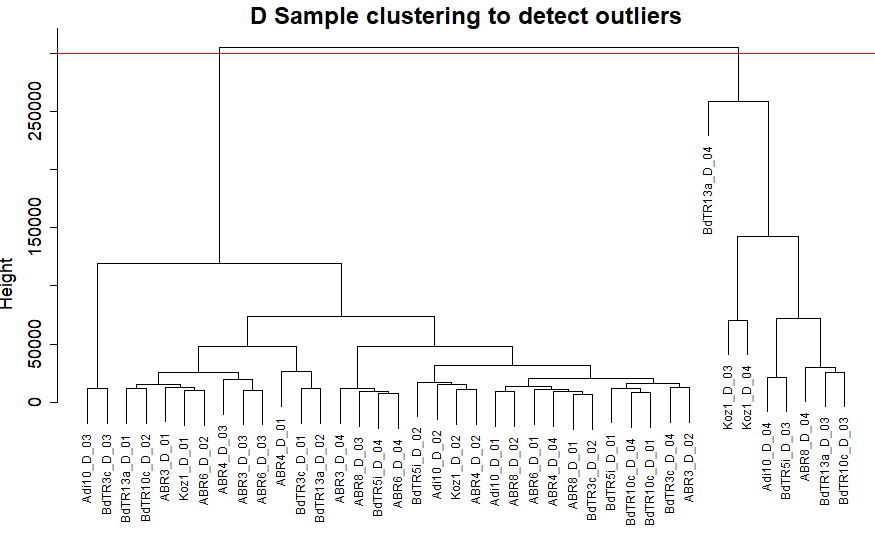 D Sample clustering to detect outliers
Height
0
50000
150000
250000
Adi10_D_03
BdTR3c_D_03
BdTR13a_D_01
BdTR10c_D_02
ABR3_D_01
Koz1_D_01
ABR6_D_02
ABR4_D_03
ABR3_D_03
ABR6_D_03
ABR4_D_01
BdTR3c_D_01
BdTR13a_D_02
ABR3_D_04
ABR8_D_03
BdTR5i_D_04
ABR6_D_04
BdTR5i_D_02
Adi10_D_02
Koz1_D_02
ABR4_D_02
Adi10_D_01
ABR8_D_02
ABR6_D_01
ABR4_D_04
ABR8_D_01
BdTR3c_D_02
BdTR5i_D_01
BdTR10c_D_04
BdTR10c_D_01
BdTR3c_D_04
ABR3_D_02
BdTR13a_D_04
Koz1_D_03
Koz1_D_04
Adi10_D_04
BdTR5i_D_03
ABR8_D_04
BdTR13a_D_03
BdTR10c_D_03